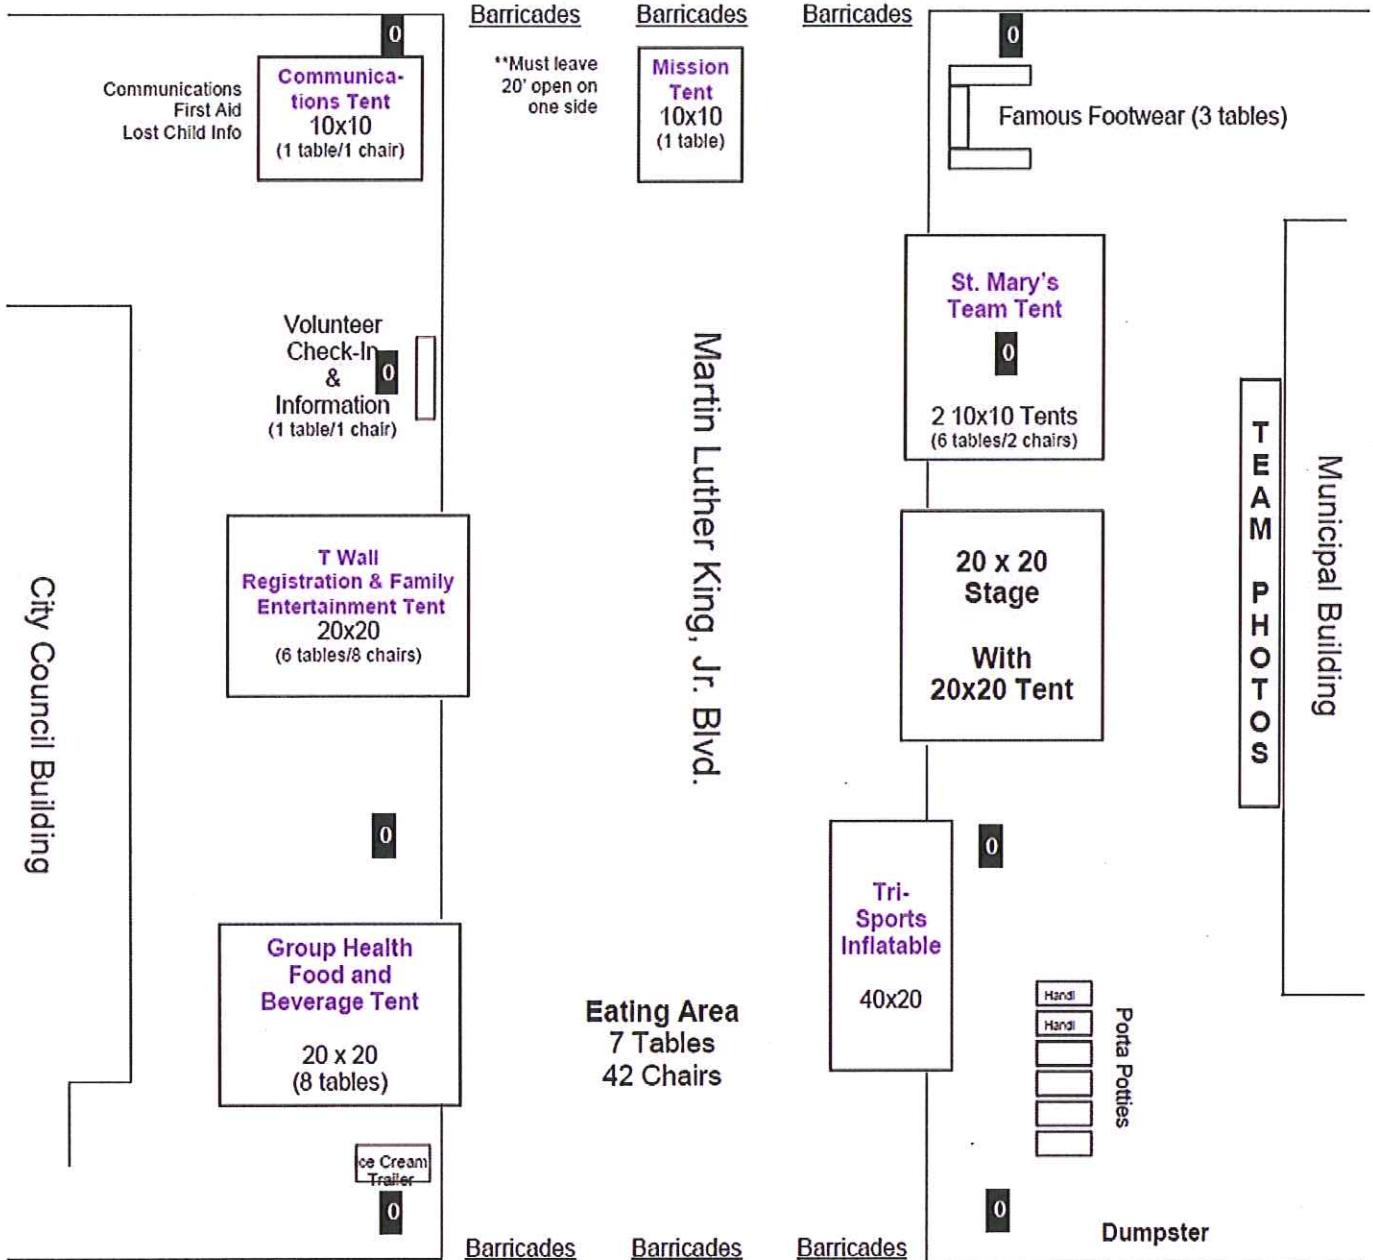 Barricades
Barricades
Barricades
0
0
Communications
First Aid
Lost Child Info
Communica-
tions Tent
10x10
(1 table/1 chair)
**Must leave
20' open on
one side
Mission
Tent
10x10
(1 table)
Famous Footwear (3 tables)
Volunteer
Check-In
&
Information
(1 table/1 chair)
0
St. Mary's
Team Tent
0
2 10x10 Tents
(6 tables/2 chairs)
Martin Luther King, Jr. Blvd.
TEAM PHOTOS
Municipal Building
City Council Building
T Wall
Registration & Family
Entertainment Tent
20x20
(6 tables/8 chairs)
20 x 20
Stage
With
20x20 Tent
0
0
Group Health
Food and
Beverage Tent
20 x 20
(8 tables)
Eating Area
7 Tables
42 Chairs
Tri-
Sports
Inflatable
40x20
Handi
Handi
Porta Potties
ce Cream
Trailer
0
0
Dumpster
Barricades
Barricades
Barricades